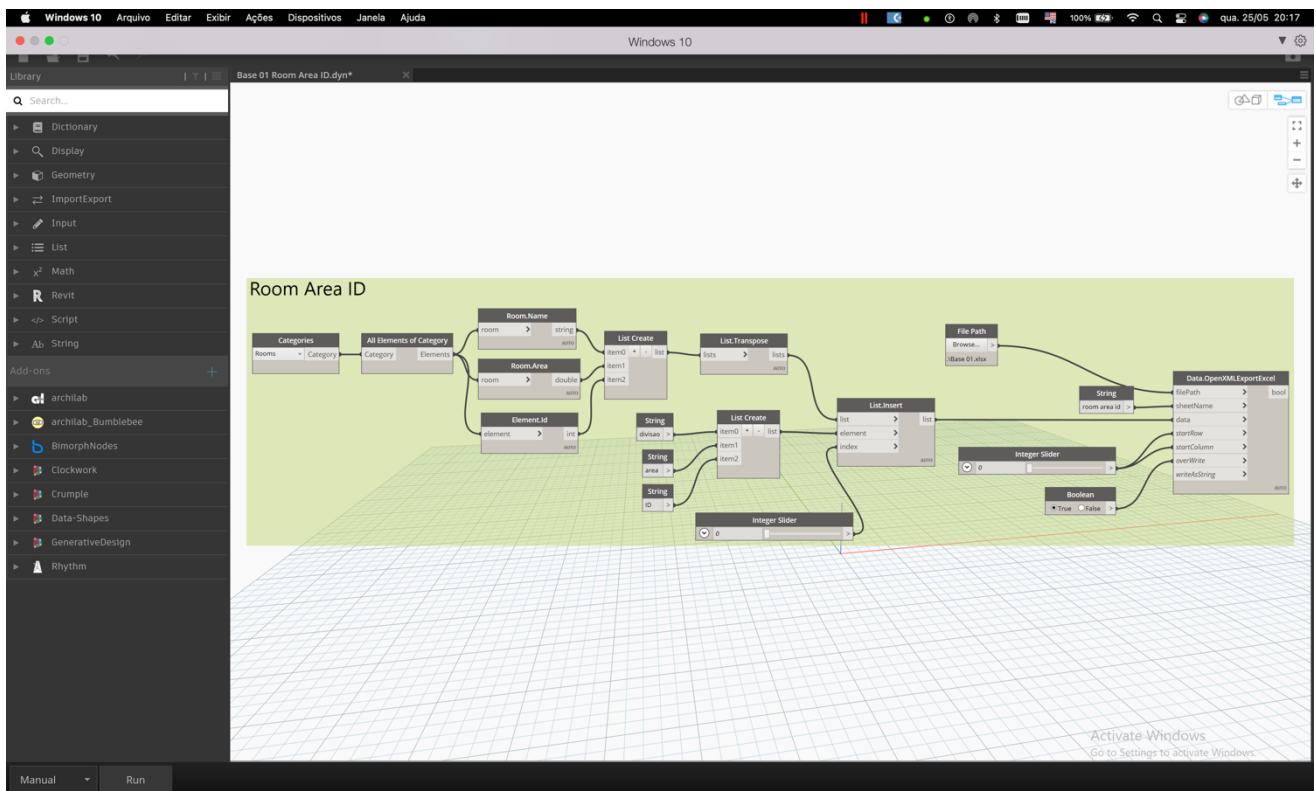 Windows 10 Arquivo Editar Exibir Ações Dispositivos Janela Ajuda 100% qua. 25/05 20:17
Windows 10
Library
Base 01 Room Area ID.dyn*
Search...
Dictionary
Display
Geometry
ImportExport
Input
List
Math
Revit
Script
String
Add-ons
archilab
archilab_Bumblebee
BimorphNodes
Clockwork
Crumple
Data-Shapes
GenerativeDesign
Rhythm
Room Area ID
Categories
Rooms Category
All Elements of Category
Category Elements
Room.Name
room > string
AUTO
Room.Area
room > double
AUTO
Element.Id
element > int
AUTO
List Create
item0 + - list
item1
item2
List.Transpose
lists > lists
AUTO
String
divisao >
String
area >
String
ID >
List Create
item0 + - list
item1
item2
Integer Slider
0 >
List.Insert
list > list
element >
index >
AUTO
File Path
Browse... >
.\Base 01.xlsx
String
room area id >
Integer Slider
0 >
Boolean
True False >
Data.OpenXMLExportExcel
filePath > bool
sheetName >
data >
startRow >
startColumn >
overWrite >
writeAsString >
AUTO
Activate Windows
Go to Settings to activate Windows.
Manual Run